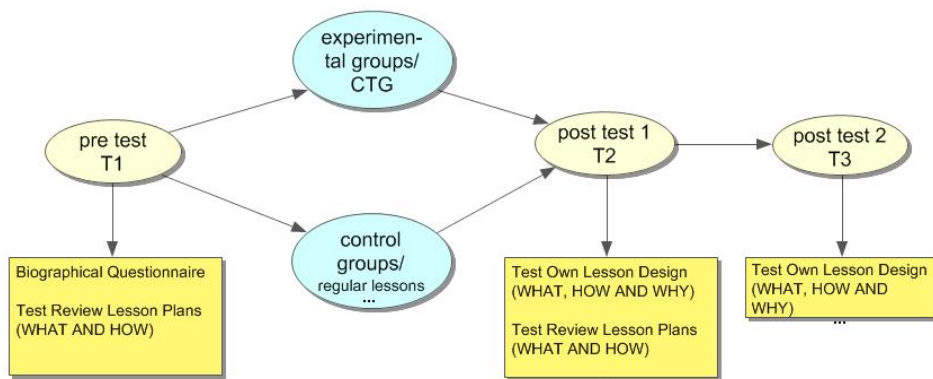 experimen-
tal groups/
CTG
pre test
T1
post test 1
T2
post test 2
T3
control
groups/
regular lessons
...
Biographical Questionnaire
Test Review Lesson Plans
(WHAT AND HOW)
Test Own Lesson Design
(WHAT, HOW AND WHY)
Test Review Lesson Plans
(WHAT AND HOW)
Test Own Lesson Design
(WHAT, HOW AND
WHY)
...